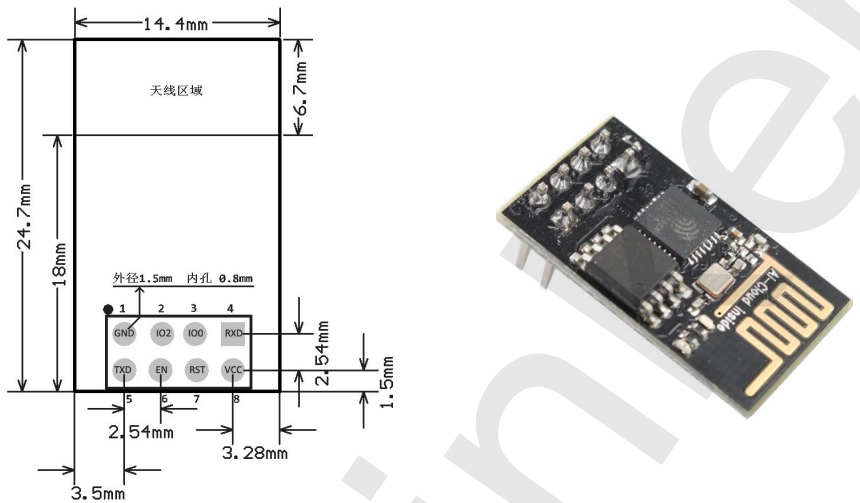 14.4mm
天线区域
6.7mm
24.7mm
18mm
外径1.5mm 内孔 0.8mm
1 2 3 4
GND IO2 IO0 RXD
TXD EN RST VCC
5 6 7 8
2.54mm
1.5mm
2.54mm
3.28mm
3.5mm
AI-Cloud Inside